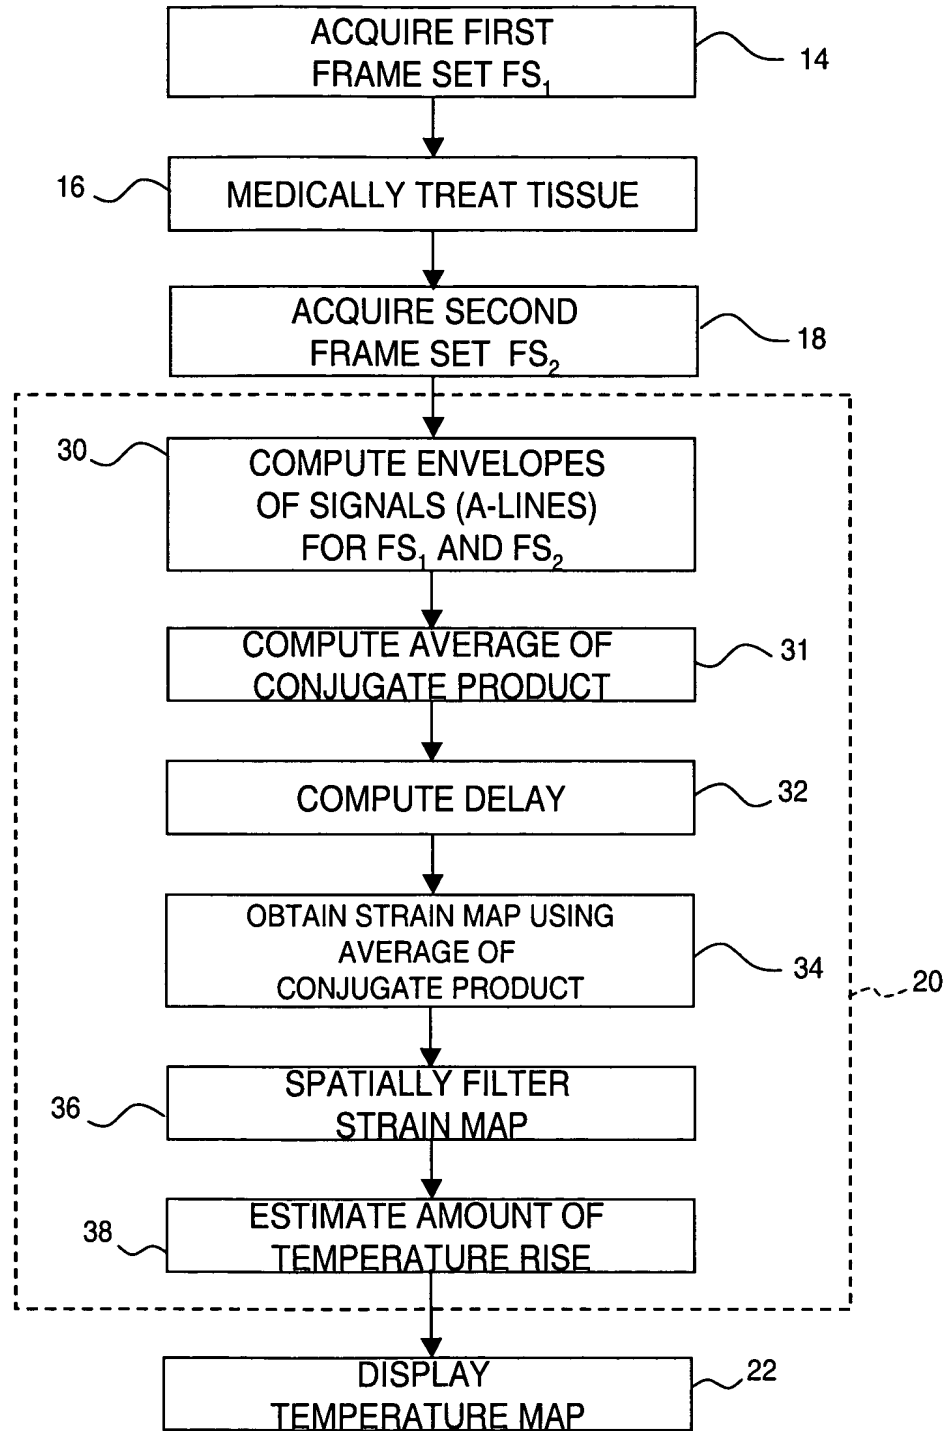 ACQUIRE FIRST
FRAME SET FS₁
14
16
MEDICALLY TREAT TISSUE
ACQUIRE SECOND
FRAME SET FS₂
18
30
COMPUTE ENVELOPES
OF SIGNALS (A-LINES)
FOR FS₁ AND FS₂
COMPUTE AVERAGE OF
CONJUGATE PRODUCT
31
COMPUTE DELAY
32
OBTAIN STRAIN MAP USING
AVERAGE OF
CONJUGATE PRODUCT
34
20
36
SPATIALLY FILTER
STRAIN MAP
38
ESTIMATE AMOUNT OF
TEMPERATURE RISE
DISPLAY
TEMPERATURE MAP
22